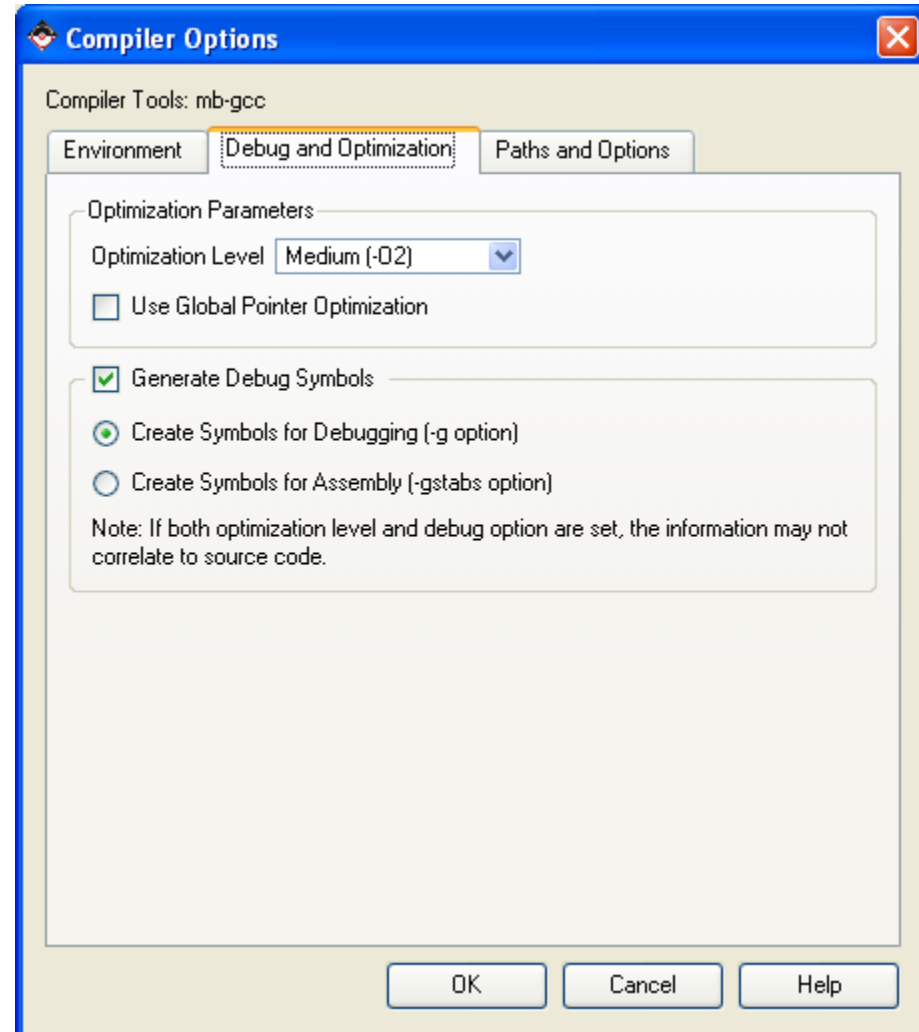 Compiler Options
Compiler Tools: mb-gcc
Environment
Debug and Optimization
Paths and Options
Optimization Parameters
Optimization Level
Medium (-O2)
Use Global Pointer Optimization
Generate Debug Symbols
Create Symbols for Debugging (-g option)
Create Symbols for Assembly (-gstabs option)
Note: If both optimization level and debug option are set, the information may not
correlate to source code.
OK
Cancel
Help